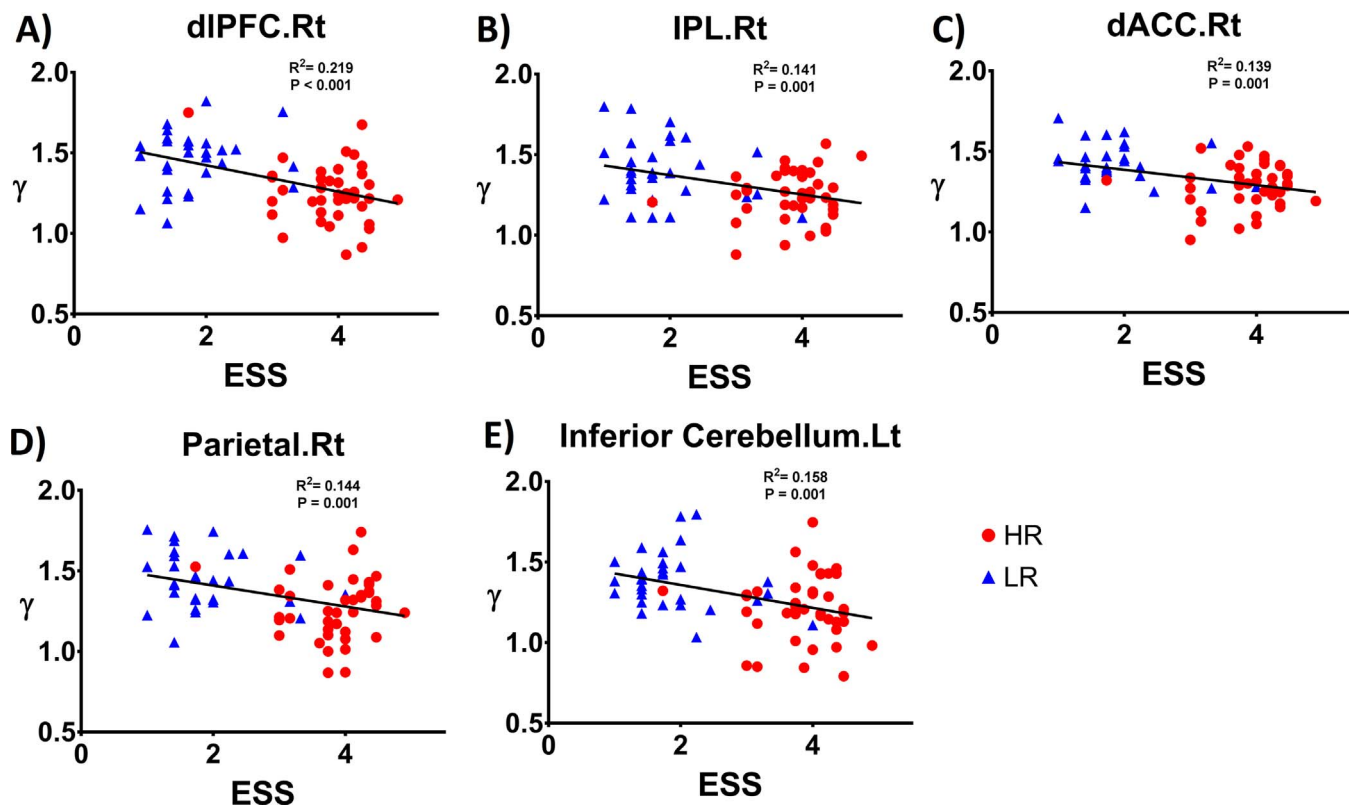 A) dlPFC.Rt
R²= 0.219
P < 0.001
2.0
1.5
γ
1.0
0.5
0 2 4
ESS
B) IPL.Rt
R²= 0.141
P = 0.001
2.0
1.5
γ
1.0
0.5
0 2 4
ESS
C) dACC.Rt
R²= 0.139
P = 0.001
2.0
1.5
γ
1.0
0.5
0 2 4
ESS
D) Parietal.Rt
R²= 0.144
P = 0.001
2.0
1.5
γ
1.0
0.5
0 2 4
ESS
E) Inferior Cerebellum.Lt
R²= 0.158
P = 0.001
2.0
1.5
γ
1.0
0.5
0 2 4
ESS
HR
LR